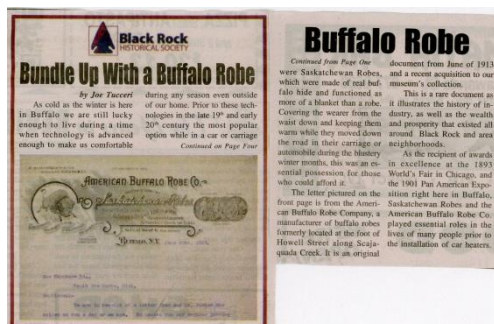 Black Rock
HISTORICAL SOCIETY
Bundle Up With a Buffalo Robe
by Joe Tucceri
As cold as the winter is here
in Buffalo we are still lucky
enough to live during a time
when technology is advanced
enough to make us comfortable
during any season even outside
of our home. Prior to these tech-
nologies in the late 19th and early
20th century the most popular
option while in a car or carriage
Continued on Page Four
AMERICAN BUFFALO ROBE CO.
BUFFALO, N.Y.
Buffalo Robe
Continued from Page One
were Saskatchewan Robes,
which were made of real buf-
falo hide and functioned as
more of a blanket than a robe.
Covering the wearer from the
waist down and keeping them
warm while they moved down
the road in their carriage or
automobile during the blustery
winter months, this was an es-
sential possession for those
who could afford it.
The letter pictured on the
front page is from the Ameri-
can Buffalo Robe Company, a
manufacturer of buffalo robes
formerly located at the foot of
Howell Street along Scaja-
quada Creek. It is an original
document from June of 1913
and a recent acquisition to our
museum's collection.
This is a rare document as
it illustrates the history of in-
dustry, as well as the wealth
and prosperity that existed all
around Black Rock and area
neighborhoods.
As the recipient of awards
in excellence at the 1893
World's Fair in Chicago, and
the 1901 Pan American Expo-
sition right here in Buffalo,
Saskatchewan Robes and the
American Buffalo Robe Co.
played essential roles in the
lives of many people prior to
the installation of car heaters.